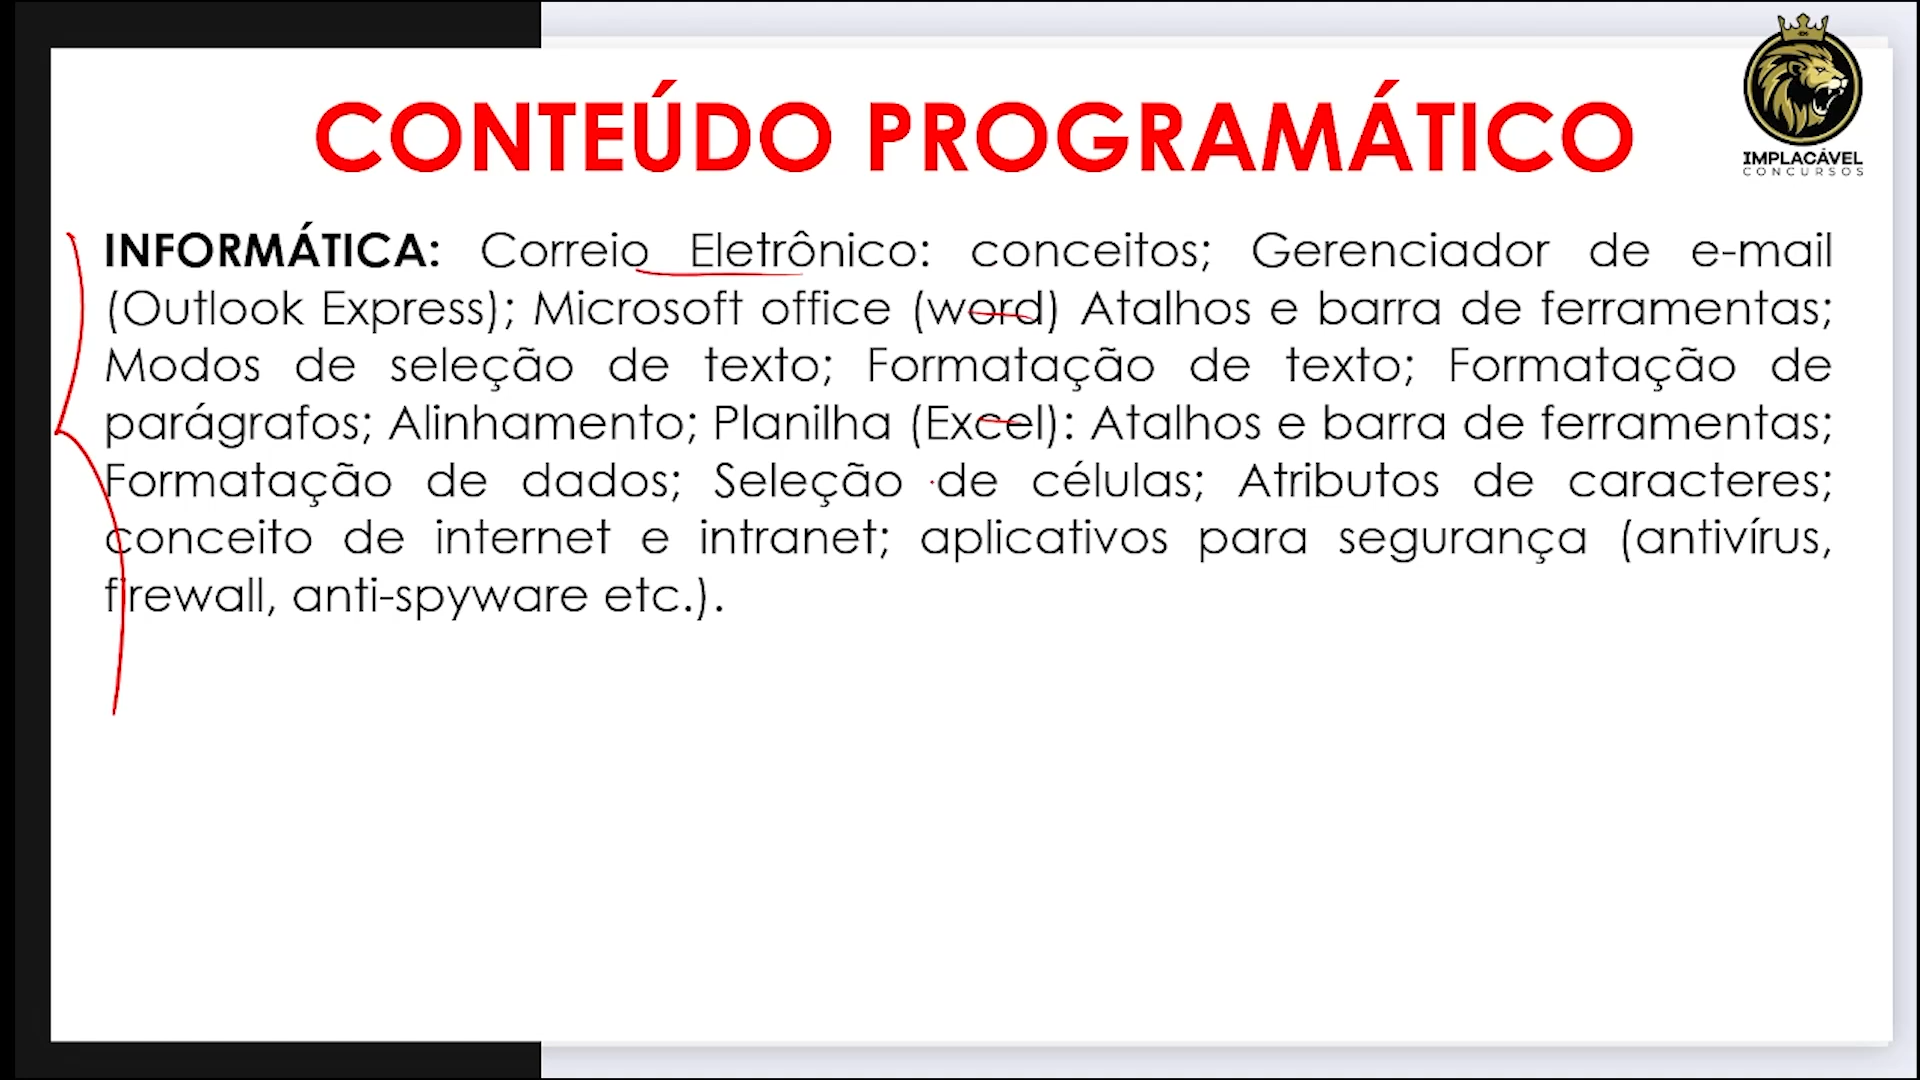 CONTEÚDO PROGRAMÁTICO
IMPLACÁVEL
CONCURSOS
INFORMÁTICA: Correio Eletrônico: conceitos; Gerenciador de e-mail
(Outlook Express); Microsoft office (word) Atalhos e barra de ferramentas;
Modos de seleção de texto; Formatação de texto; Formatação de
parágrafos; Alinhamento; Planilha (Excel): Atalhos e barra de ferramentas;
Formatação de dados; Seleção de células; Atributos de caracteres;
conceito de internet e intranet; aplicativos para segurança (antivírus,
firewall, anti-spyware etc.).